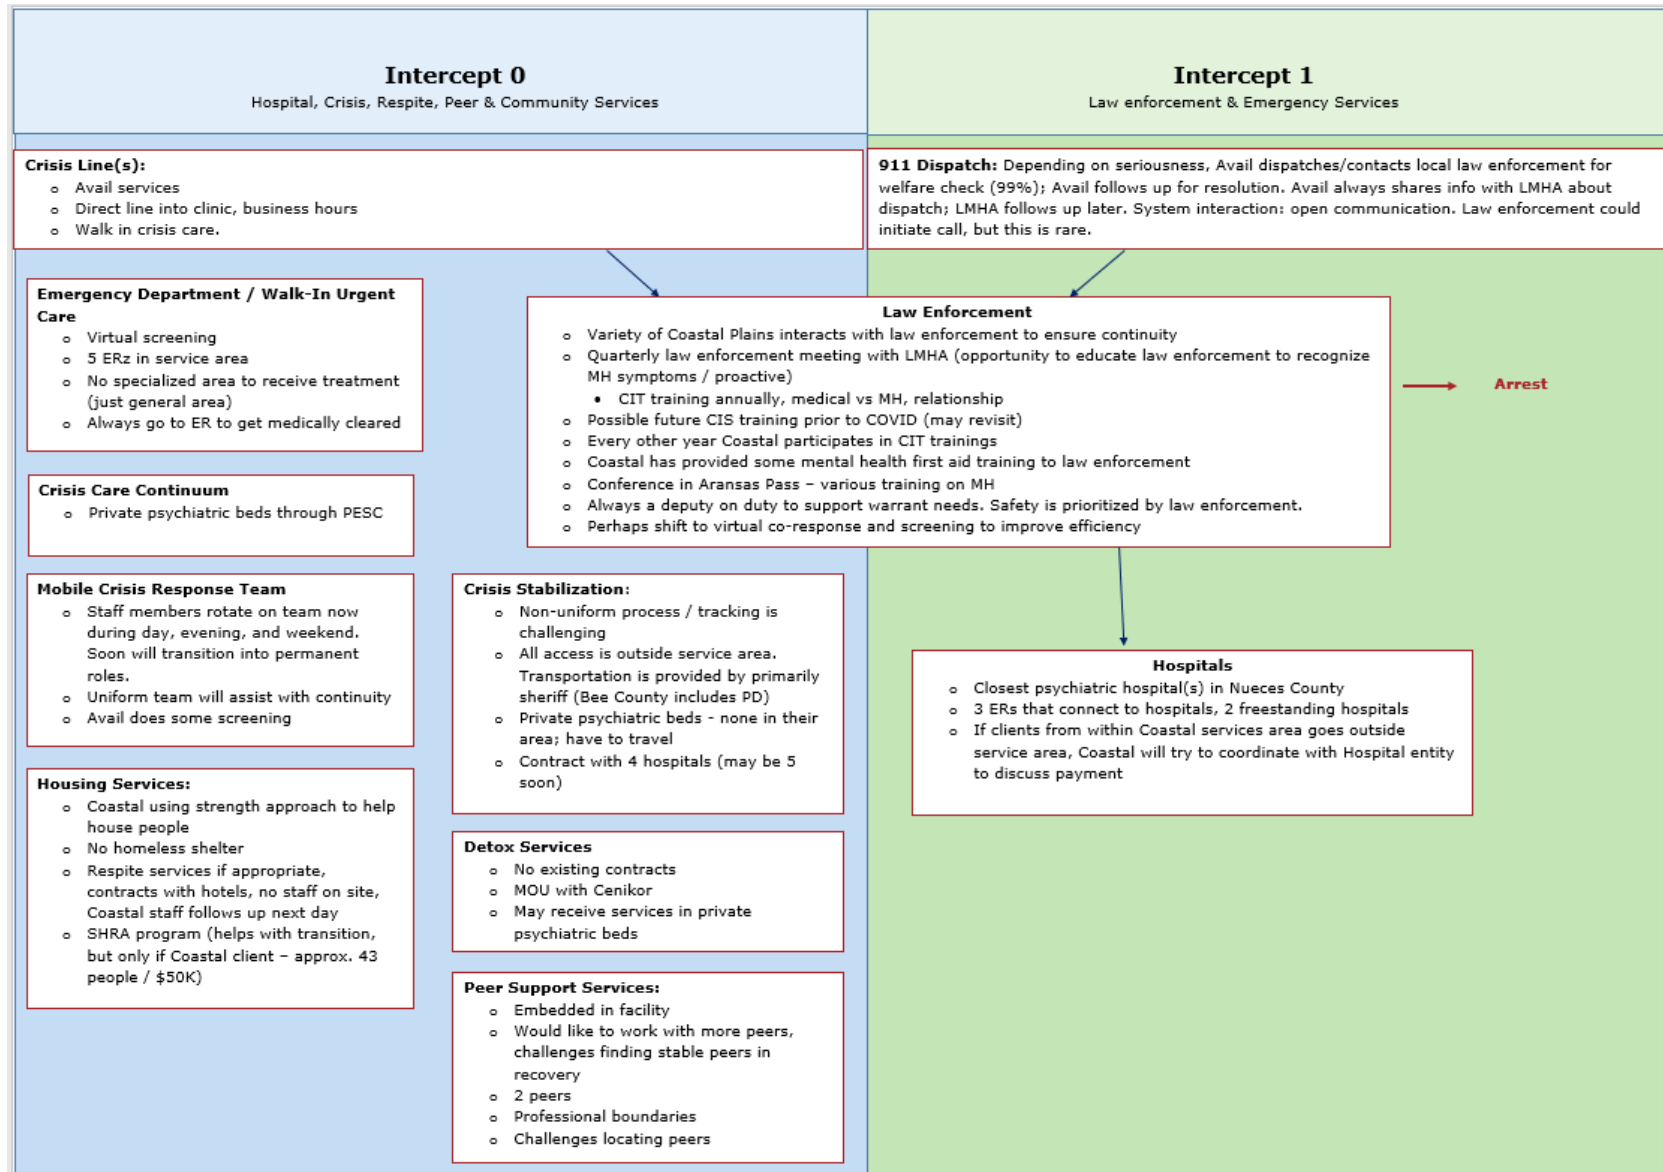 Intercept 0
Hospital, Crisis, Respite, Peer & Community Services
Intercept 1
Law enforcement & Emergency Services
Crisis Line(s):
o Avail services
o Direct line into clinic, business hours
o Walk in crisis care.
911 Dispatch: Depending on seriousness, Avail dispatches/contacts local law enforcement for
welfare check (99%); Avail follows up for resolution. Avail always shares info with LMHA about
dispatch; LMHA follows up later. System interaction: open communication. Law enforcement could
initiate call, but this is rare.
Emergency Department / Walk-In Urgent
Care
o Virtual screening
o 5 ERz in service area
o No specialized area to receive treatment
(just general area)
o Always go to ER to get medically cleared
Law Enforcement
o Variety of Coastal Plains interacts with law enforcement to ensure continuity
o Quarterly law enforcement meeting with LMHA (opportunity to educate law enforcement to recognize
MH symptoms / proactive)
• CIT training annually, medical vs MH, relationship
o Possible future CIS training prior to COVID (may revisit)
o Every other year Coastal participates in CIT trainings
o Coastal has provided some mental health first aid training to law enforcement
o Conference in Aransas Pass – various training on MH
o Always a deputy on duty to support warrant needs. Safety is prioritized by law enforcement.
o Perhaps shift to virtual co-response and screening to improve efficiency
Arrest
Crisis Care Continuum
o Private psychiatric beds through PESC
Mobile Crisis Response Team
o Staff members rotate on team now
during day, evening, and weekend.
Soon will transition into permanent
roles.
o Uniform team will assist with continuity
o Avail does some screening
Housing Services:
o Coastal using strength approach to help
house people
o No homeless shelter
o Respite services if appropriate,
contracts with hotels, no staff on site,
Coastal staff follows up next day
o SHRA program (helps with transition,
but only if Coastal client – approx. 43
people / $50K)
Crisis Stabilization:
o Non-uniform process / tracking is
challenging
o All access is outside service area.
Transportation is provided by primarily
sheriff (Bee County includes PD)
o Private psychiatric beds - none in their
area; have to travel
o Contract with 4 hospitals (may be 5
soon)
Detox Services
o No existing contracts
o MOU with Cenikor
o May receive services in private
psychiatric beds
Peer Support Services:
o Embedded in facility
o Would like to work with more peers,
challenges finding stable peers in
recovery
o 2 peers
o Professional boundaries
o Challenges locating peers
Hospitals
o Closest psychiatric hospital(s) in Nueces County
o 3 ERs that connect to hospitals, 2 freestanding hospitals
o If clients from within Coastal services area goes outside
service area, Coastal will try to coordinate with Hospital entity
to discuss payment